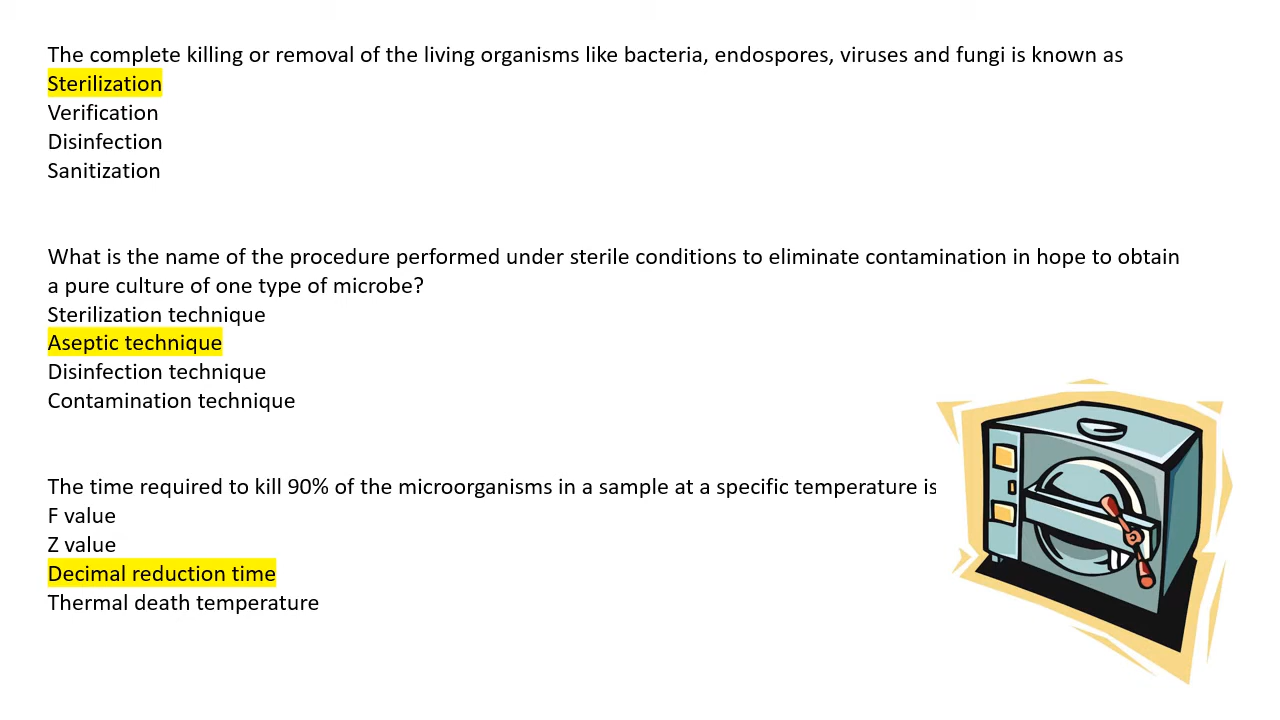 The complete killing or removal of the living organisms like bacteria, endospores, viruses and fungi is known as
Sterilization
Verification
Disinfection
Sanitization
What is the name of the procedure performed under sterile conditions to eliminate contamination in hope to obtain
a pure culture of one type of microbe?
Sterilization technique
Aseptic technique
Disinfection technique
Contamination technique
The time required to kill 90% of the microorganisms in a sample at a specific temperature is
F value
Z value
Decimal reduction time
Thermal death temperature